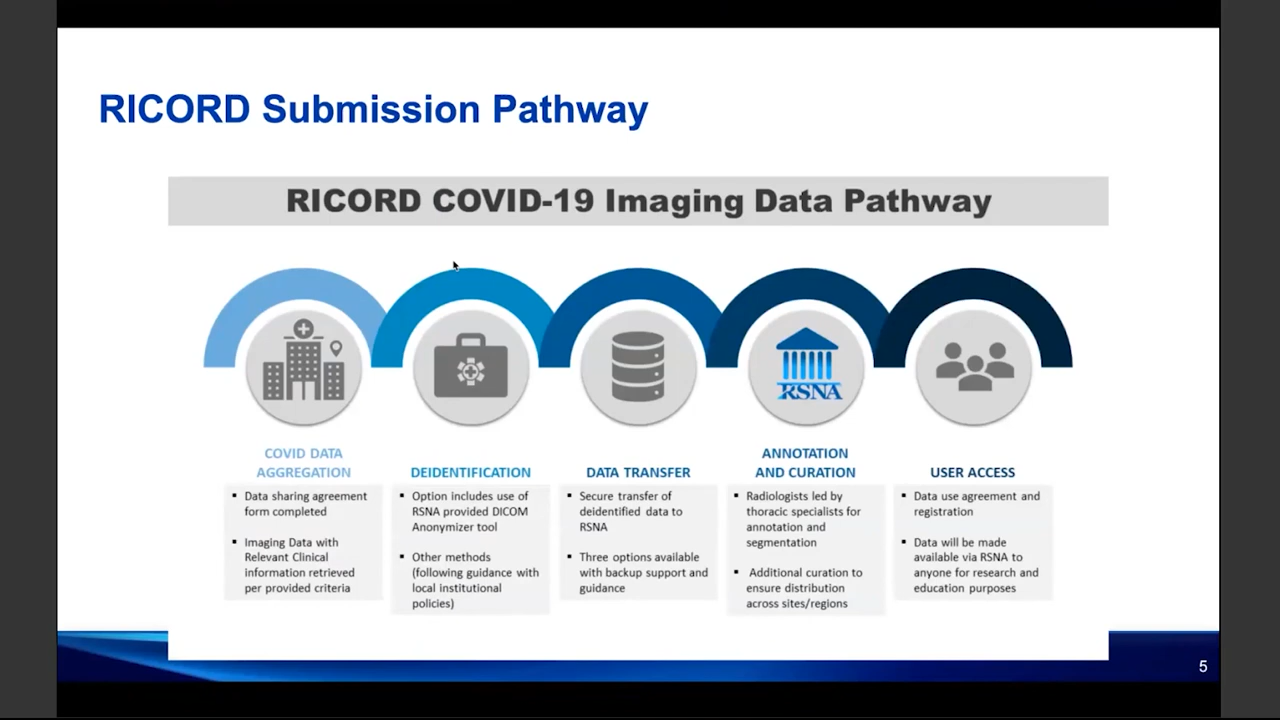 RICORD Submission Pathway
RICORD COVID-19 Imaging Data Pathway
RSNA
COVID DATA
AGGREGATION
▪ Data sharing agreement
form completed
▪ Imaging Data with
Relevant Clinical
information retrieved
per provided criteria
DEIDENTIFICATION
▪ Option includes use of
RSNA provided DICOM
Anonymizer tool
▪ Other methods
(following guidance with
local institutional
policies)
DATA TRANSFER
▪ Secure transfer of
deidentified data to
RSNA
▪ Three options available
with backup support and
guidance
ANNOTATION
AND CURATION
▪ Radiologists led by
thoracic specialists for
annotation and
segmentation
▪ Additional curation to
ensure distribution
across sites/regions
USER ACCESS
▪ Data use agreement and
registration
▪ Data will be made
available via RSNA to
anyone for research and
education purposes
5